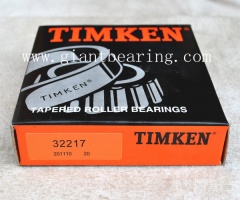 TIMKEN
www.giantbearing.com
TIMKEN®
TAPERED ROLLER BEARINGS
32217
TIMKEN